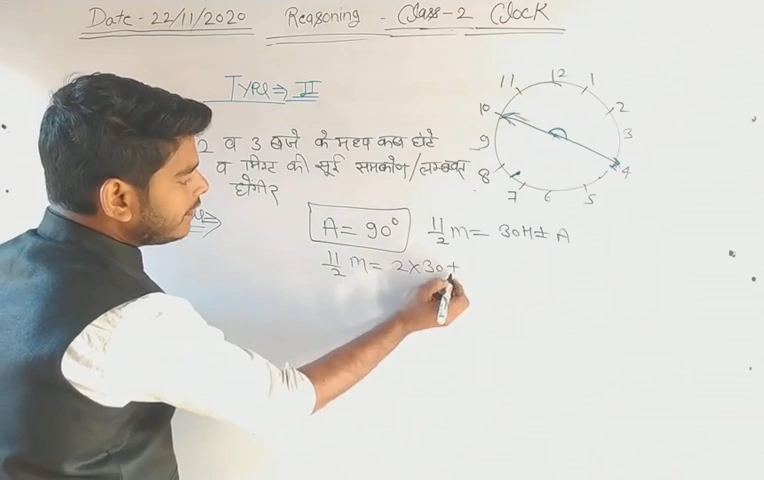 Date - 22/11/2020 Reasoning - Class-2 Clock
Type ⇒ II
2 व 3 बजे के मध्य कब घंटे
व मिनट की सूई समकोण/लम्बवत
होगी?
A = 90° 11/2 M = 30H ± A
11/2 M = 2 × 30 +
12
1
2
3
4
5
6
7
8
9
10
11